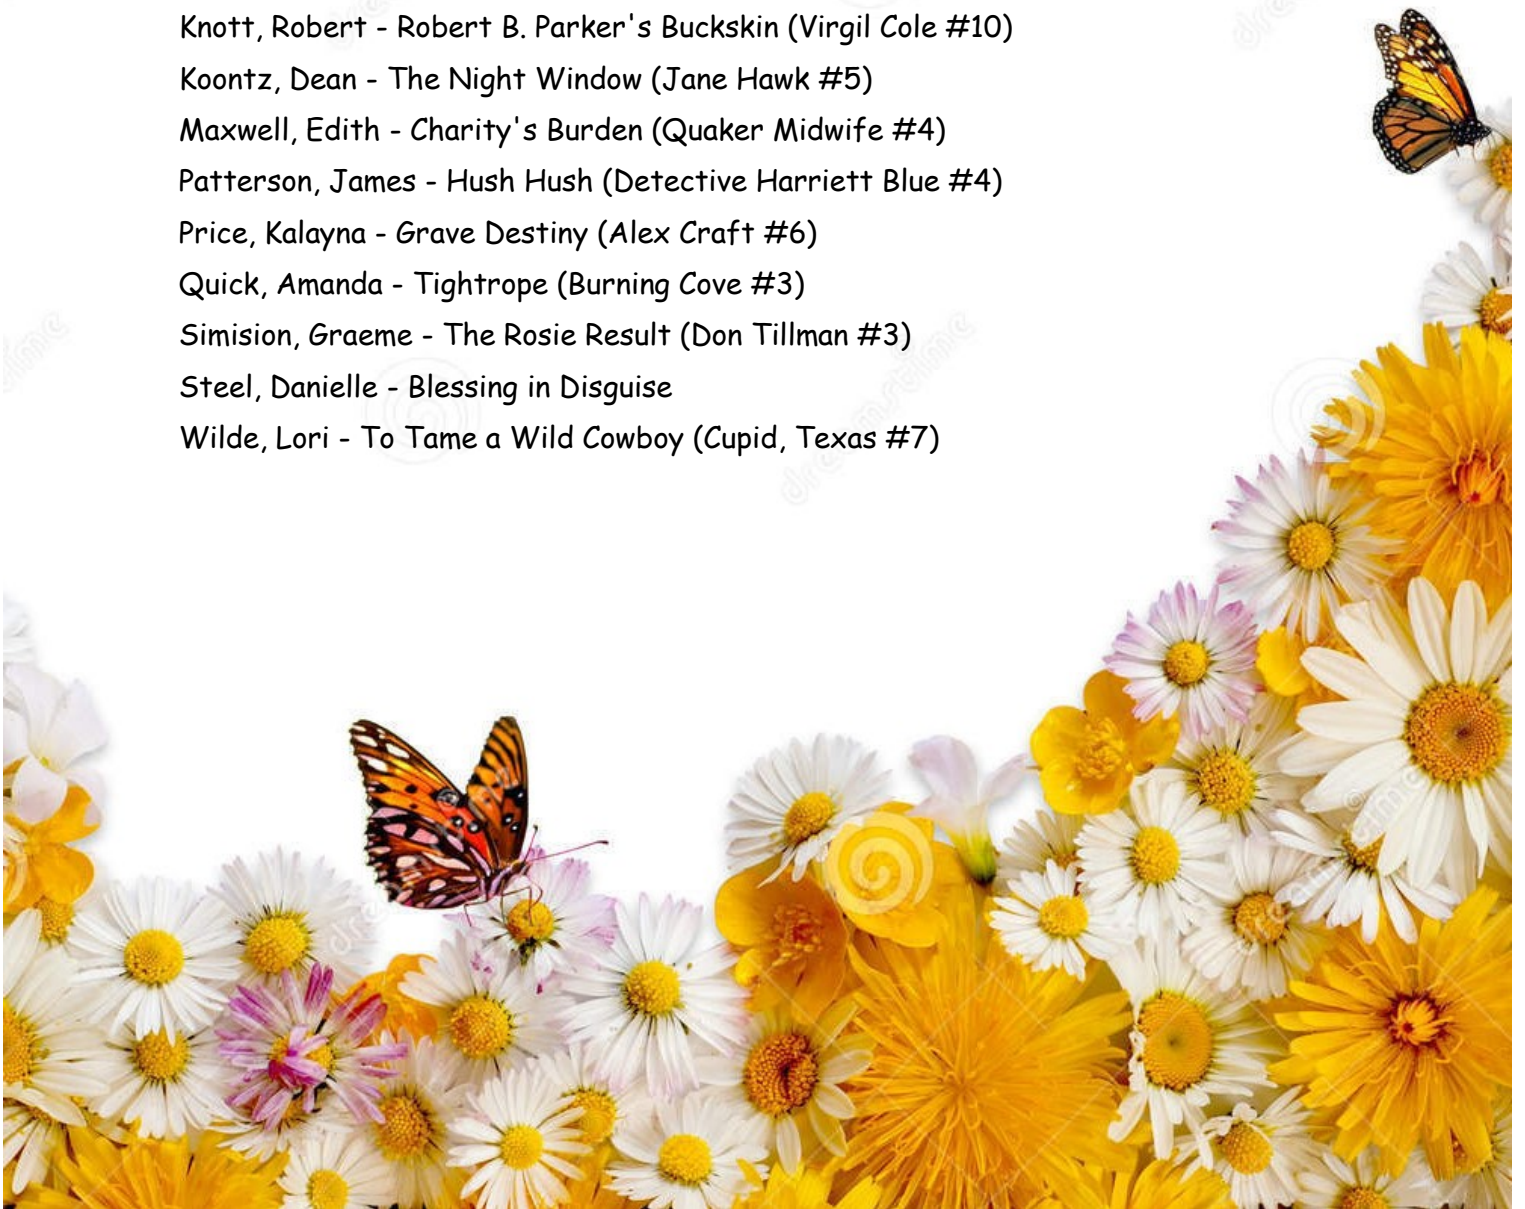 Knott, Robert - Robert B. Parker's Buckskin (Virgil Cole #10)
Koontz, Dean - The Night Window (Jane Hawk #5)
Maxwell, Edith - Charity's Burden (Quaker Midwife #4)
Patterson, James - Hush Hush (Detective Harriett Blue #4)
Price, Kalayna - Grave Destiny (Alex Craft #6)
Quick, Amanda - Tightrope (Burning Cove #3)
Simision, Graeme - The Rosie Result (Don Tillman #3)
Steel, Danielle - Blessing in Disguise
Wilde, Lori - To Tame a Wild Cowboy (Cupid, Texas #7)
dreamstime